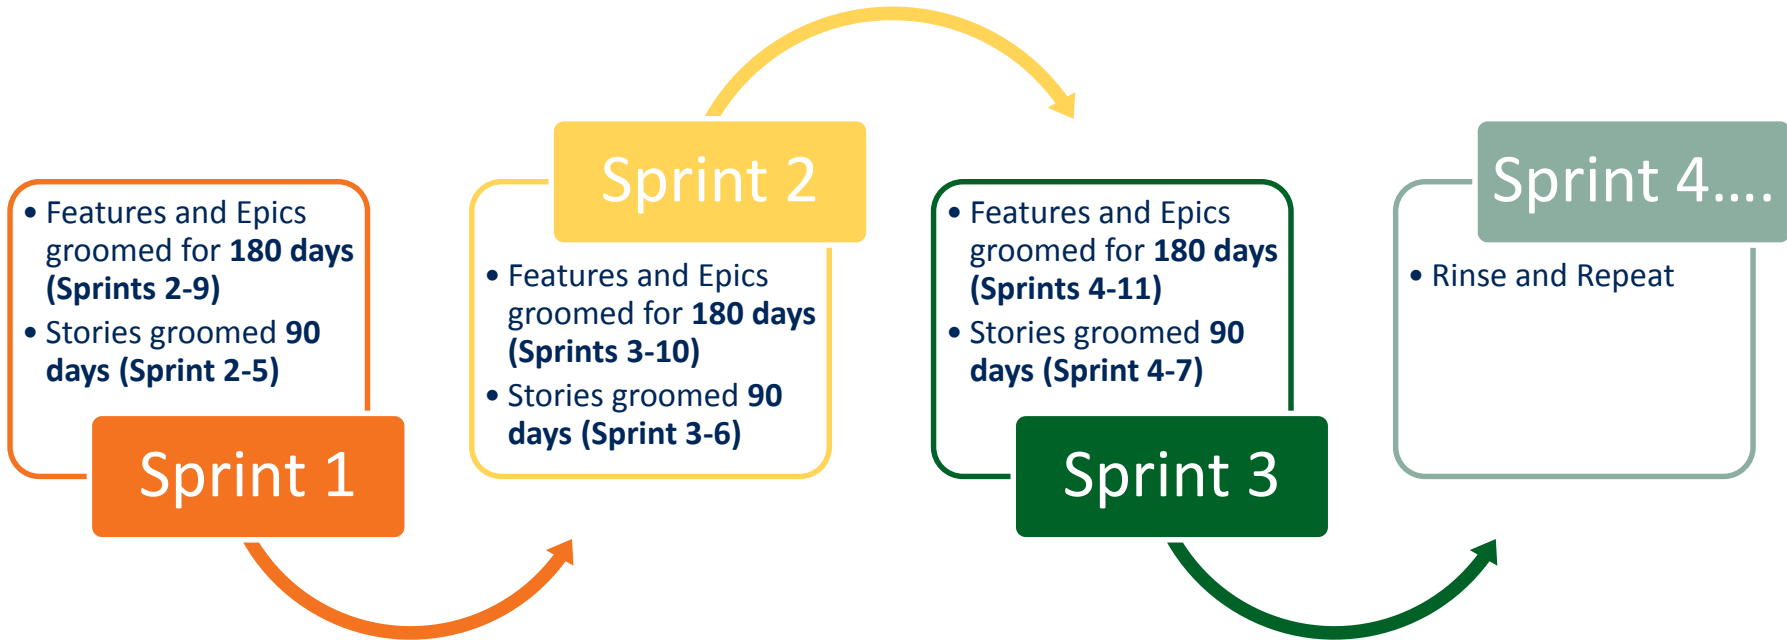 • Features and Epics
groomed for 180 days
(Sprints 2-9)
• Stories groomed 90
days (Sprint 2-5)
Sprint 1
Sprint 2
• Features and Epics
groomed for 180 days
(Sprints 3-10)
• Stories groomed 90
days (Sprint 3-6)
• Features and Epics
groomed for 180 days
(Sprints 4-11)
• Stories groomed 90
days (Sprint 4-7)
Sprint 3
Sprint 4....
• Rinse and Repeat